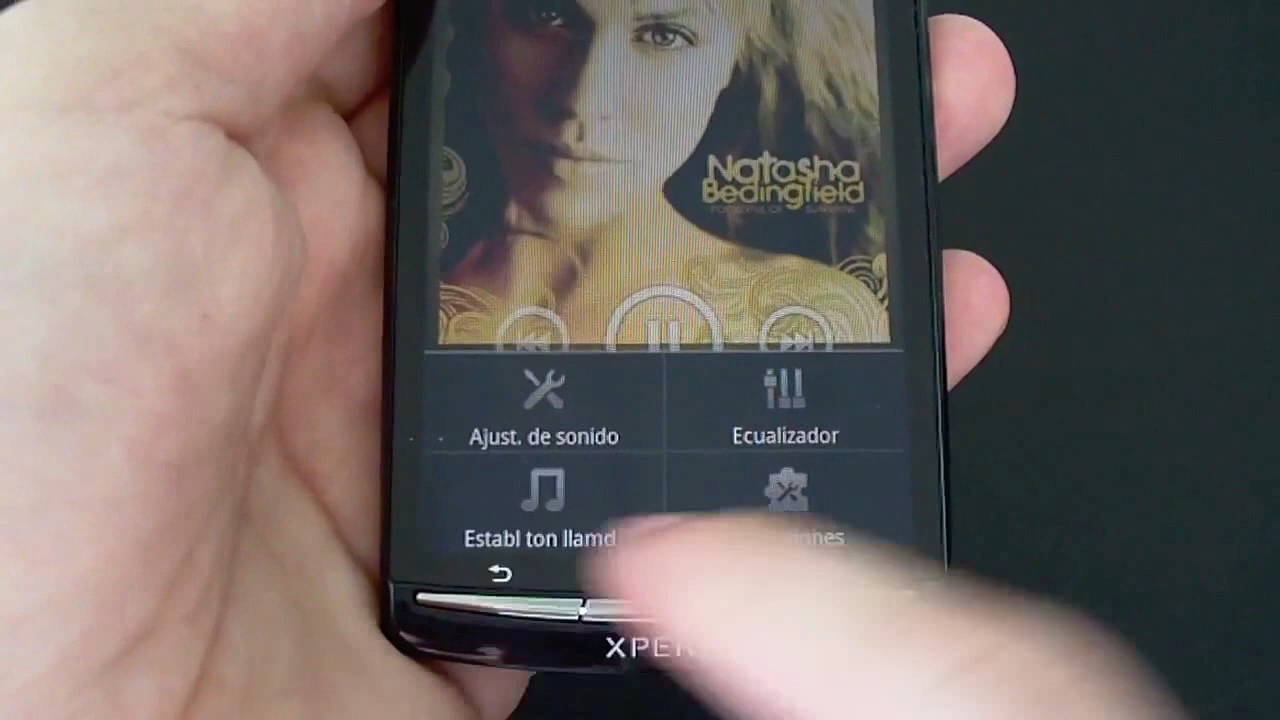 Natasha
Bedingfield
Ajust. de sonido
Ecualizador
Establ ton llamd
XPER